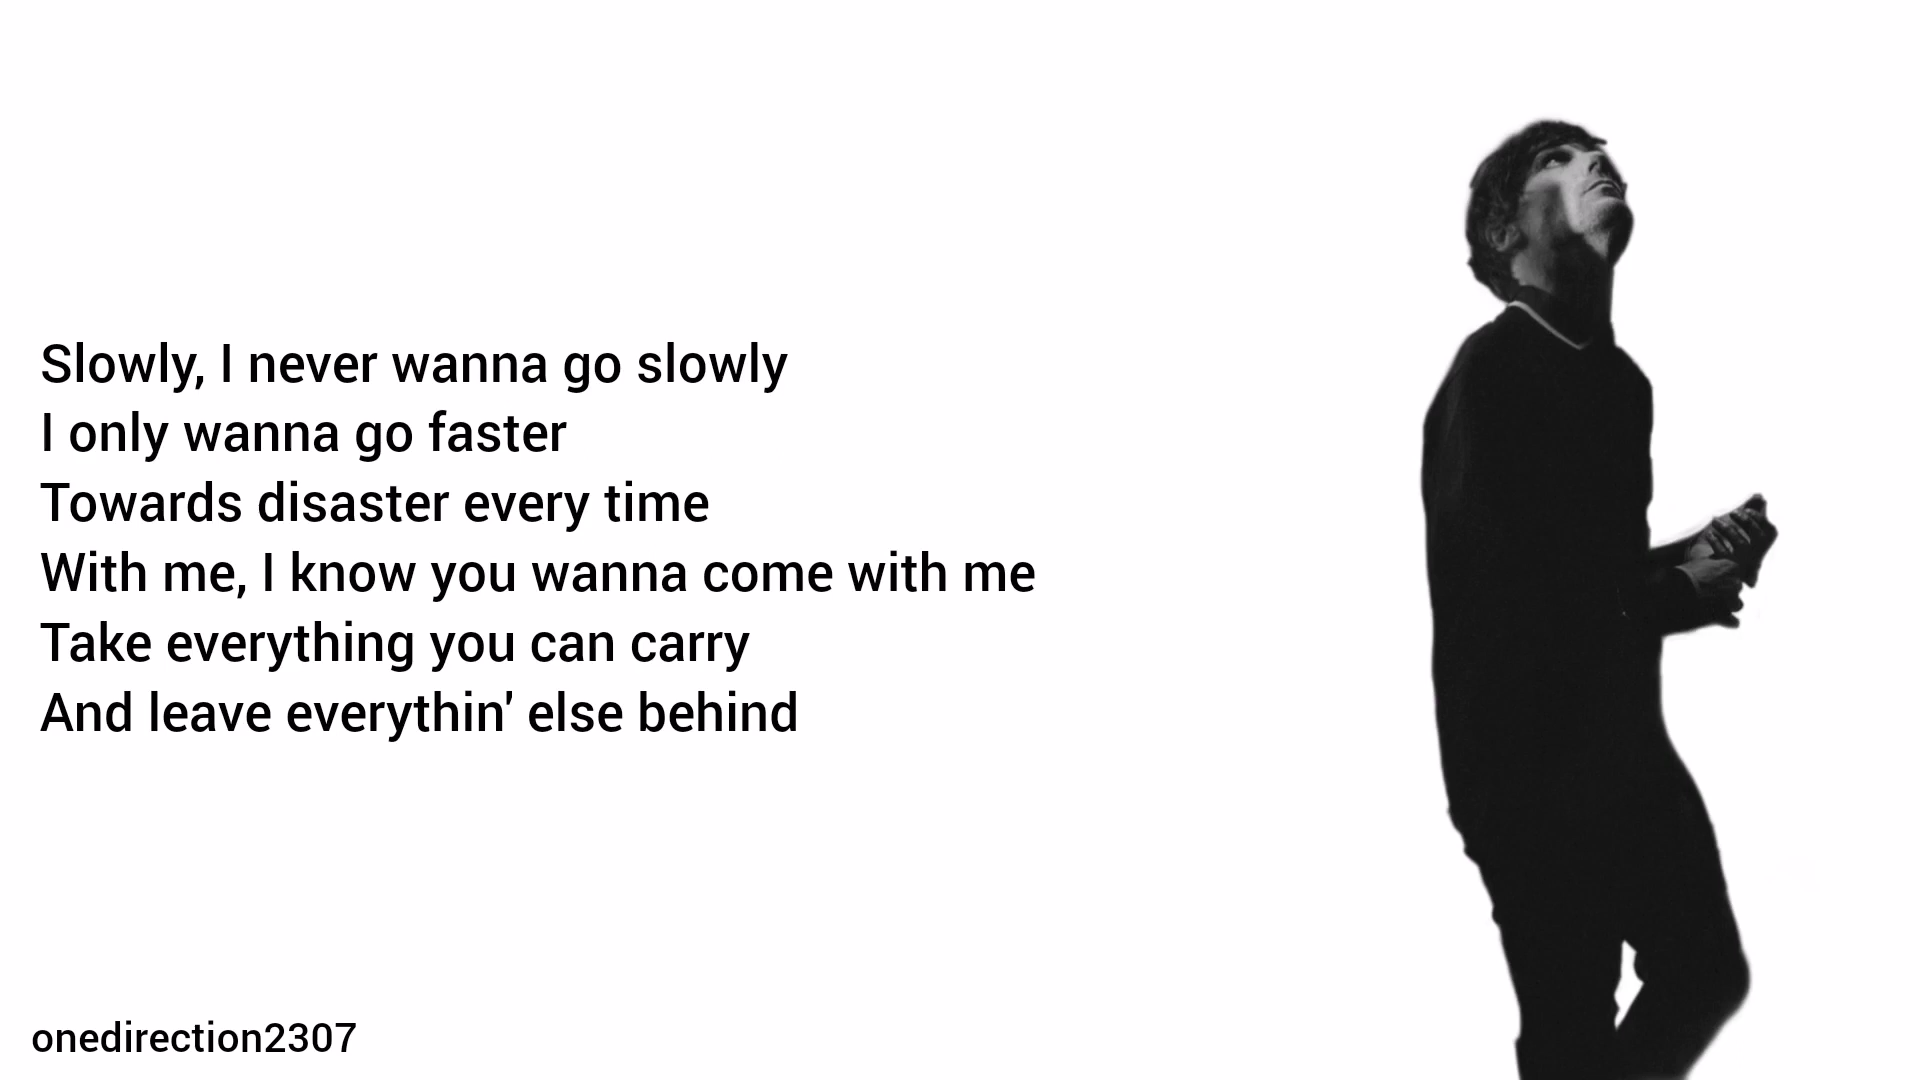 Slowly, I never wanna go slowly
I only wanna go faster
Towards disaster every time
With me, I know you wanna come with me
Take everything you can carry
And leave everythin' else behind
onedirection2307